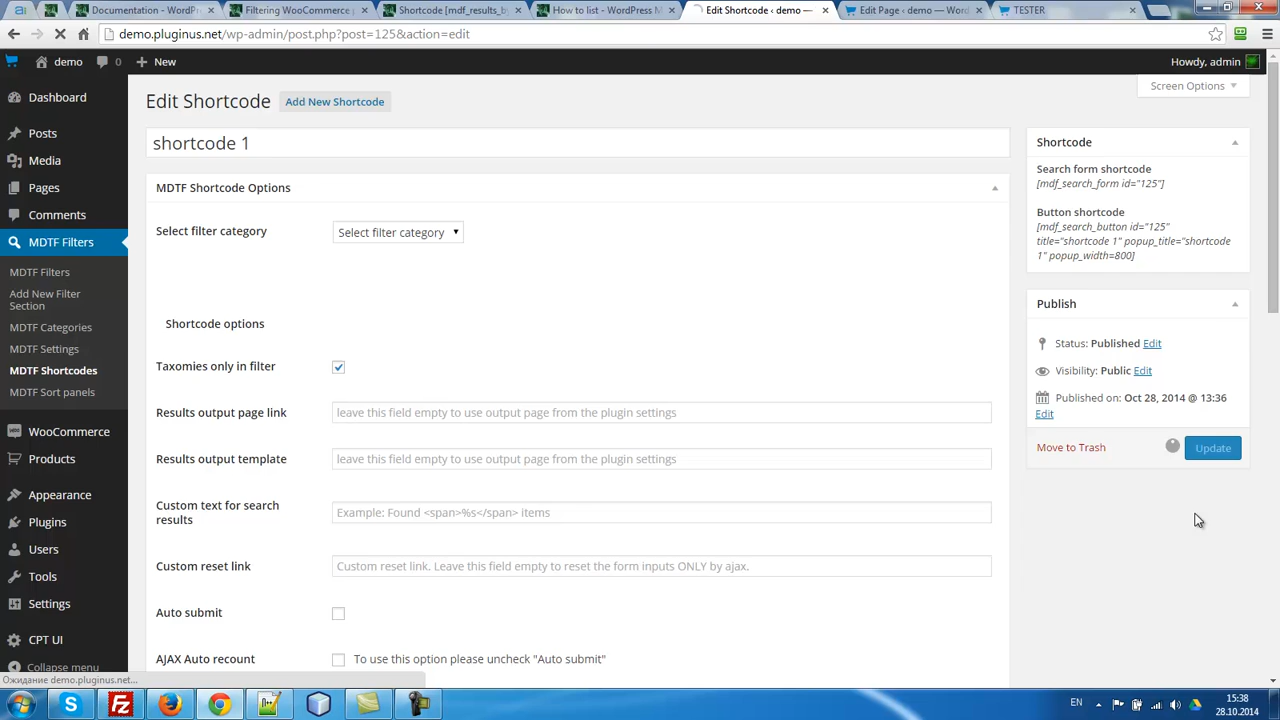 Documentation - WordPr
Filtering WooCommerce p
Shortcode [mdf_results_by
How to list - WordPress M
Edit Shortcode ‹ demo —
Edit Page ‹ demo — Word
TESTER
demo.pluginus.net/wp-admin/post.php?post=125&action=edit
demo
0
New
Howdy, admin
Dashboard
Posts
Media
Pages
Comments
MDTF Filters
MDTF Filters
Add New Filter
Section
MDTF Categories
MDTF Settings
MDTF Shortcodes
MDTF Sort panels
WooCommerce
Products
Appearance
Plugins
Users
Tools
Settings
CPT UI
Collapse menu
Ожидание demo.pluginus.net...
Screen Options
Edit Shortcode
Add New Shortcode
shortcode 1
MDTF Shortcode Options
Select filter category
Select filter category
Shortcode options
Taxomies only in filter
Results output page link
leave this field empty to use output page from the plugin settings
Results output template
leave this field empty to use output page from the plugin settings
Custom text for search
results
Example: Found <span>%s</span> items
Custom reset link
Custom reset link. Leave this field empty to reset the form inputs ONLY by ajax.
Auto submit
AJAX Auto recount
To use this option please uncheck "Auto submit"
Shortcode
Search form shortcode
[mdf_search_form id="125"]
Button shortcode
[mdf_search_button id="125"
title="shortcode 1" popup_title="shortcode
1" popup_width=800]
Publish
Status: Published Edit
Visibility: Public Edit
Published on: Oct 28, 2014 @ 13:36
Edit
Move to Trash
Update
EN
15:38
28.10.2014